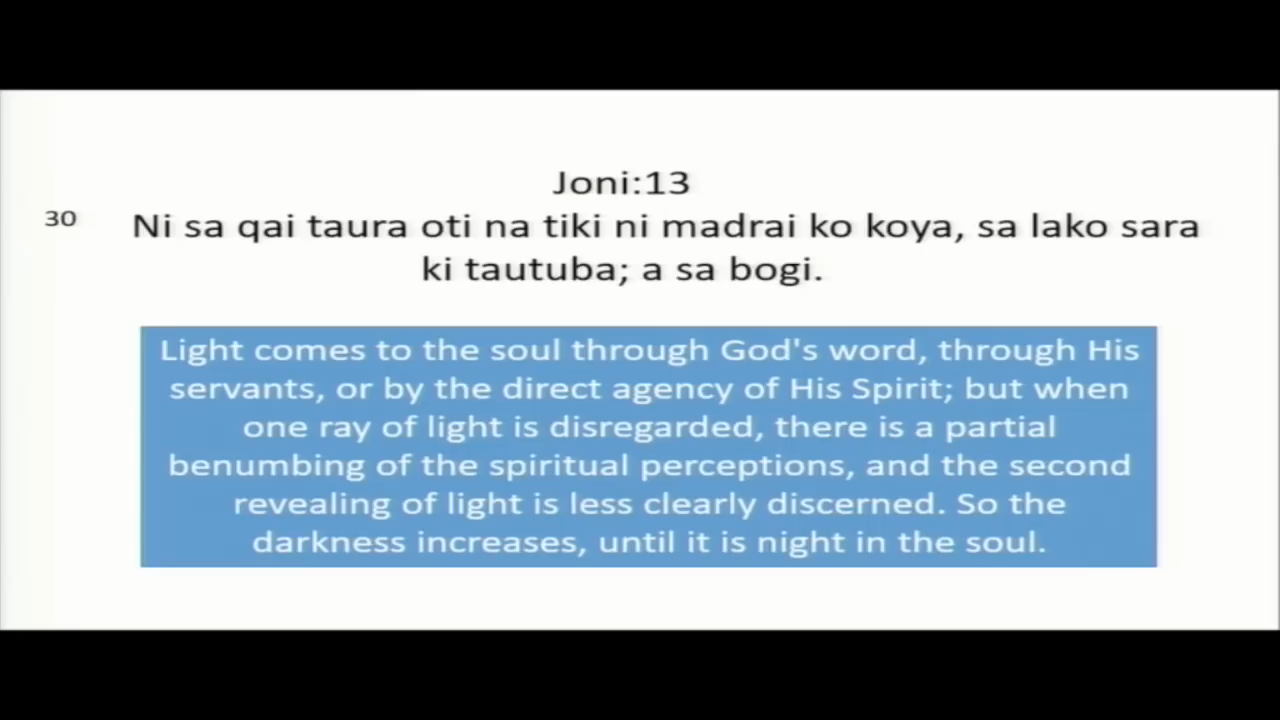 Joni:13
30 Ni sa qai taura oti na tiki ni madrai ko koya, sa lako sara
ki tautuba; a sa bogi.
Light comes to the soul through God's word, through His
servants, or by the direct agency of His Spirit; but when
one ray of light is disregarded, there is a partial
benumbing of the spiritual perceptions, and the second
revealing of light is less clearly discerned. So the
darkness increases, until it is night in the soul.